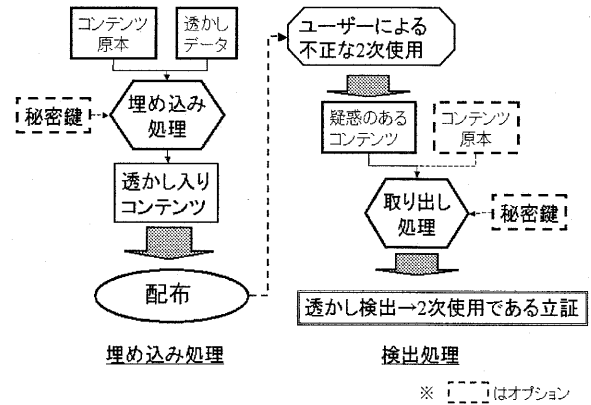 コンテンツ
原本
透かし
データ
秘密鍵
埋め込み
処理
透かし入り
コンテンツ
配布
埋め込み処理
ユーザーによる
不正な2次使用
疑惑のある
コンテンツ
コンテンツ
原本
取り出し
処理
秘密鍵
透かし検出→2次使用である立証
検出処理
※ はオプション